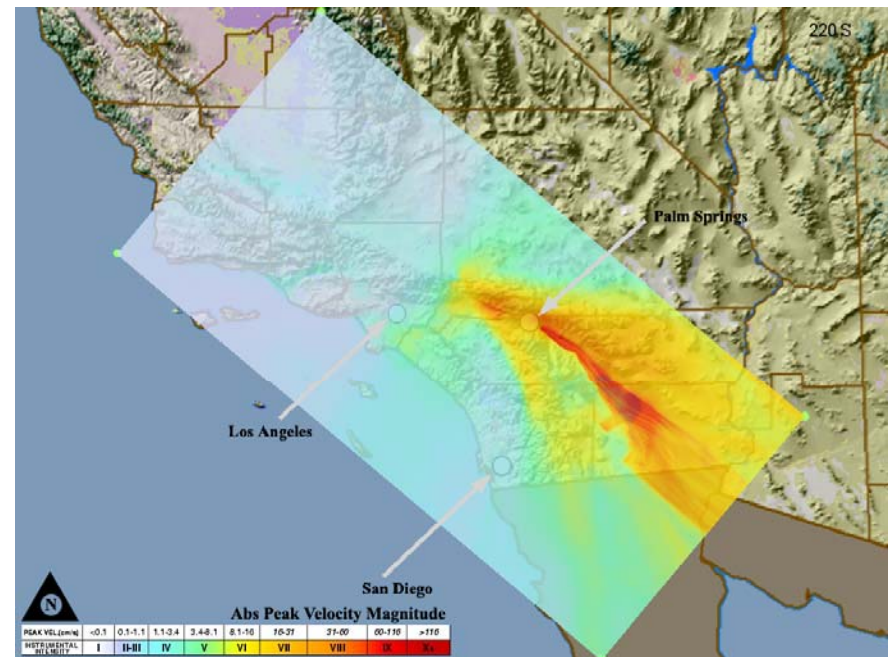 220 S
Palm Springs
Los Angeles
San Diego
Abs Peak Velocity Magnitude
N
PEAK VEL.(cm/s) <0.1 0.1-1.1 1.1-3.4 3.4-8.1 8.1-16 16-31 31-60 60-116 >116
INSTRUMENTAL INTENSITY I II-III IV V VI VII VIII IX X+